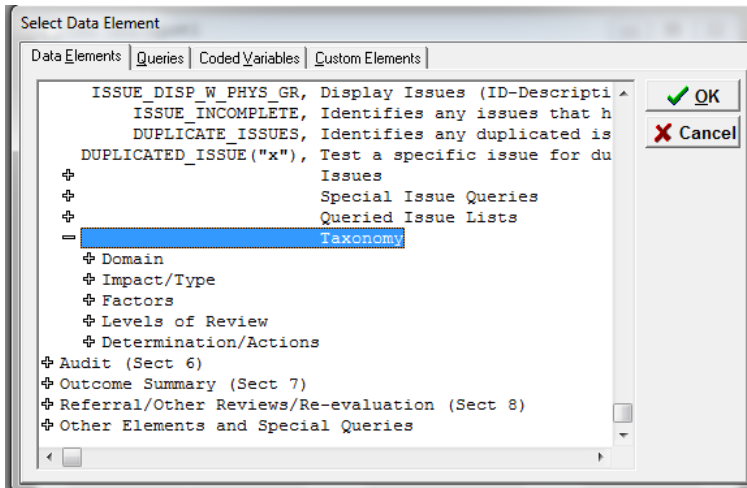 Select Data Element
Data Elements Queries Coded Variables Custom Elements
ISSUE_DISP_W_PHYS_GR, Display Issues (ID-Descripti
ISSUE_INCOMPLETE, Identifies any issues that h
DUPLICATE_ISSUES, Identifies any duplicated is
DUPLICATED_ISSUE("x"), Test a specific issue for du
Issues
Special Issue Queries
Queried Issue Lists
Taxonomy
Domain
Impact/Type
Factors
Levels of Review
Determination/Actions
Audit (Sect 6)
Outcome Summary (Sect 7)
Referral/Other Reviews/Re-evaluation (Sect 8)
Other Elements and Special Queries
OK
Cancel